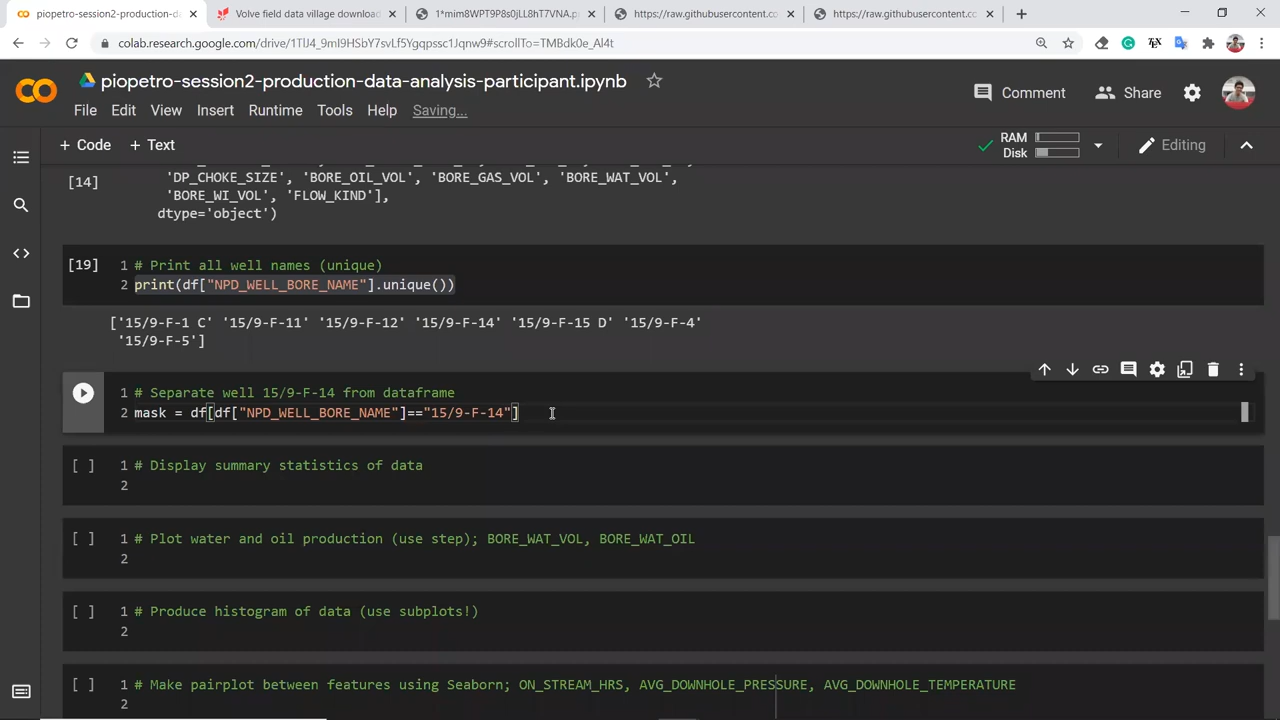 piopetro-session2-production-da
Volve field data village download
1*mim8WPT9P8s0jLL8hT7VNA.p
https://raw.githubusercontent.co
https://raw.githubusercontent.cc
colab.research.google.com/drive/1TlJ4_9mI9HSbY7svLf5Ygqpssc1Jqnw9#scrollTo=TMBdk0e_Al4t
piopetro-session2-production-data-analysis-participant.ipynb
Comment
Share
File Edit View Insert Runtime Tools Help Saving...
+ Code + Text
RAM
Disk
Editing
[14]
'DP_CHOKE_SIZE', 'BORE_OIL_VOL', 'BORE_GAS_VOL', 'BORE_WAT_VOL',
'BORE_WI_VOL', 'FLOW_KIND'],
dtype='object')
[19] 1 # Print all well names (unique)
2 print(df["NPD_WELL_BORE_NAME"].unique())
['15/9-F-1 C' '15/9-F-11' '15/9-F-12' '15/9-F-14' '15/9-F-15 D' '15/9-F-4'
'15/9-F-5']
1 # Separate well 15/9-F-14 from dataframe
2 mask = df[df["NPD_WELL_BORE_NAME"]=="15/9-F-14"]
[ ] 1 # Display summary statistics of data
2
[ ] 1 # Plot water and oil production (use step); BORE_WAT_VOL, BORE_WAT_OIL
2
[ ] 1 # Produce histogram of data (use subplots!)
2
[ ] 1 # Make pairplot between features using Seaborn; ON_STREAM_HRS, AVG_DOWNHOLE_PRESSURE, AVG_DOWNHOLE_TEMPERATURE
2